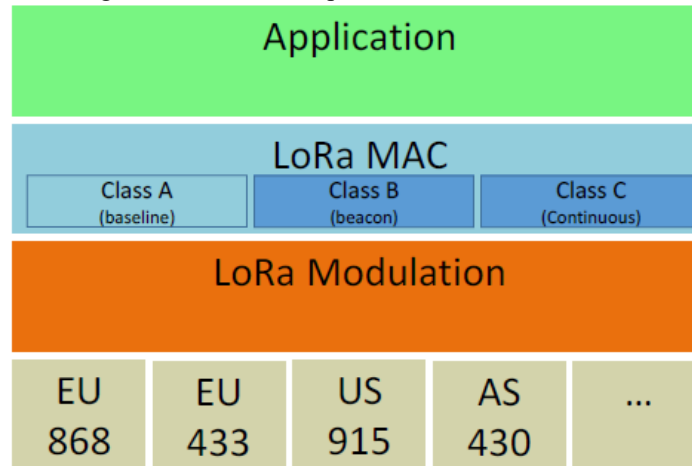 Application
LoRa MAC
Class A
(baseline)
Class B
(beacon)
Class C
(Continuous)
LoRa Modulation
EU
868
EU
433
US
915
AS
430
...